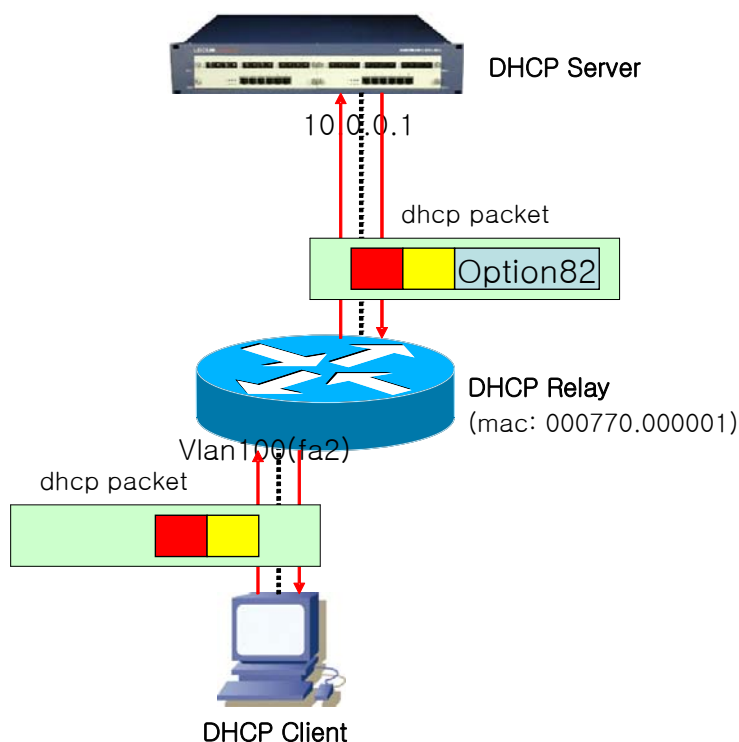 DHCP Server
10.0.0.1
dhcp packet
Option82
DHCP Relay
(mac: 000770.000001)
Vlan100(fa2)
dhcp packet
DHCP Client